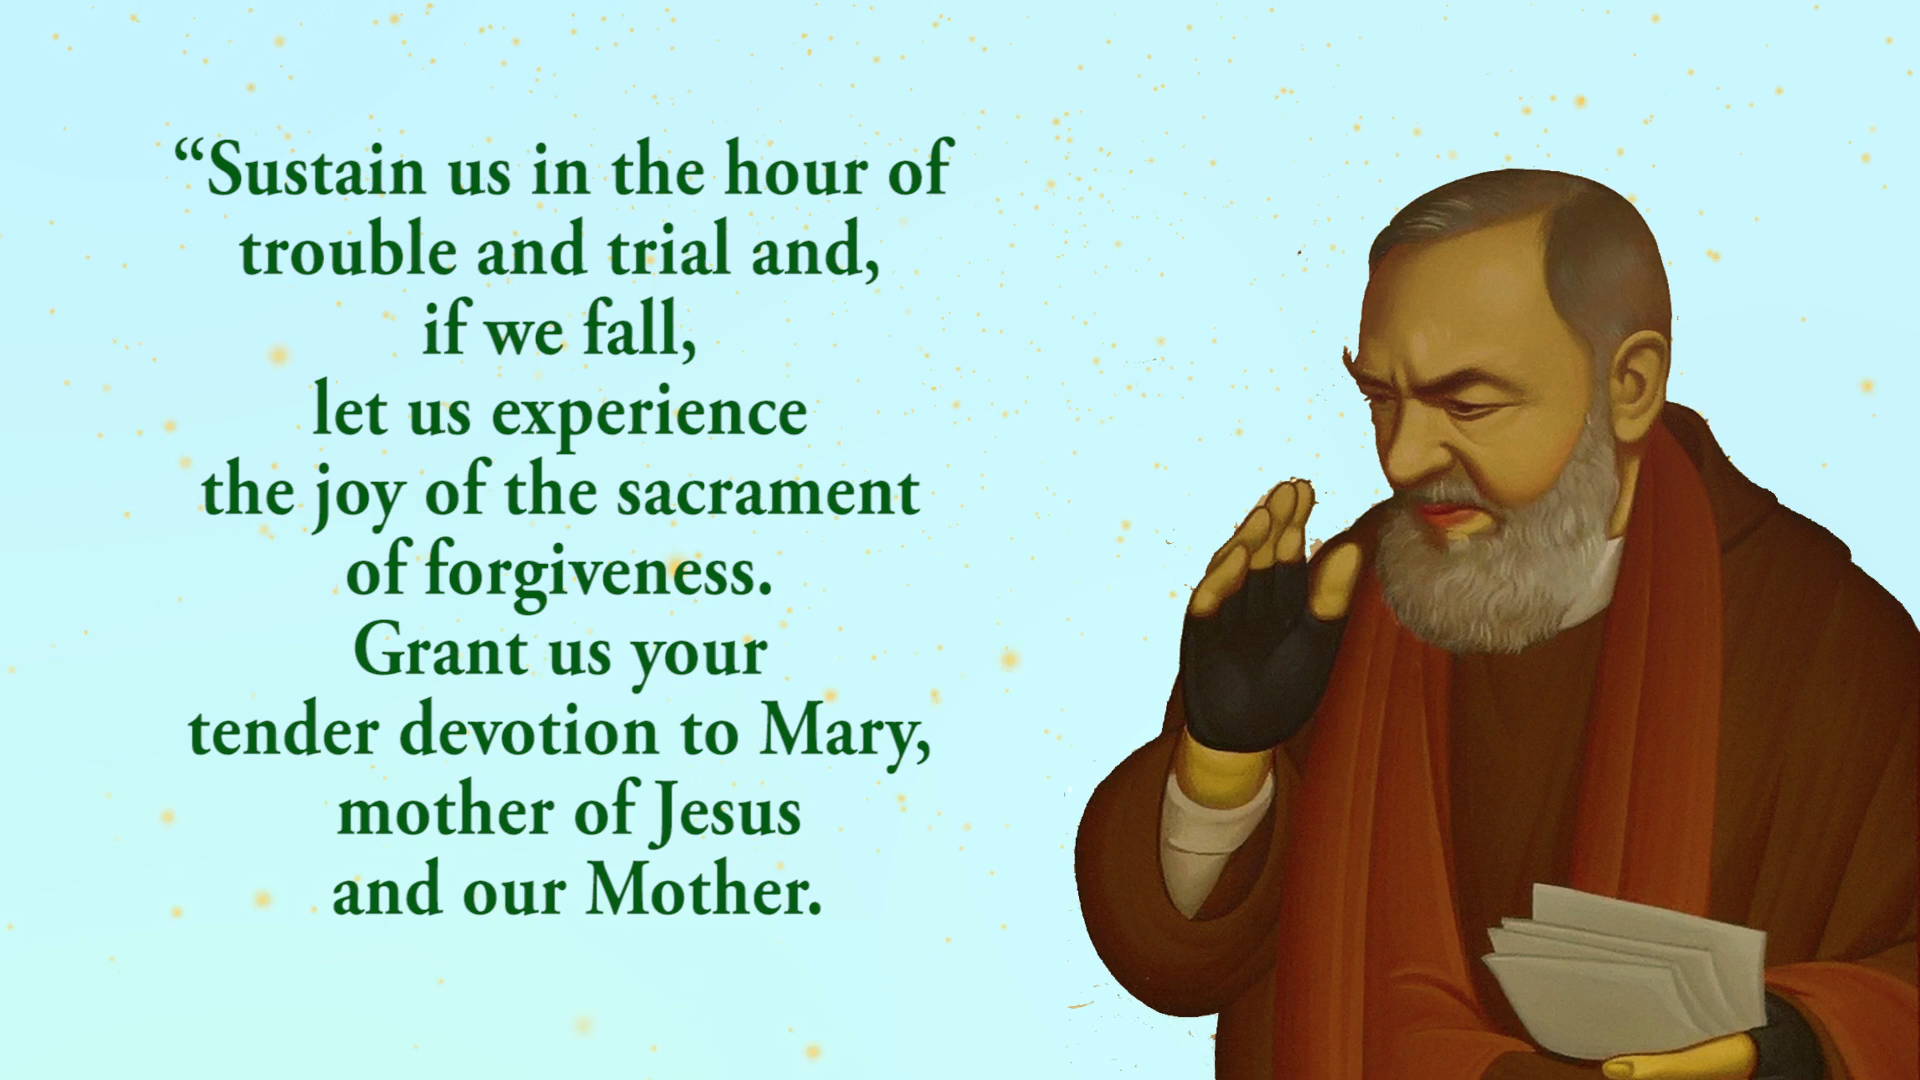 “Sustain us in the hour of
trouble and trial and,
if we fall,
let us experience
the joy of the sacrament
of forgiveness.
Grant us your
tender devotion to Mary,
mother of Jesus
and our Mother.